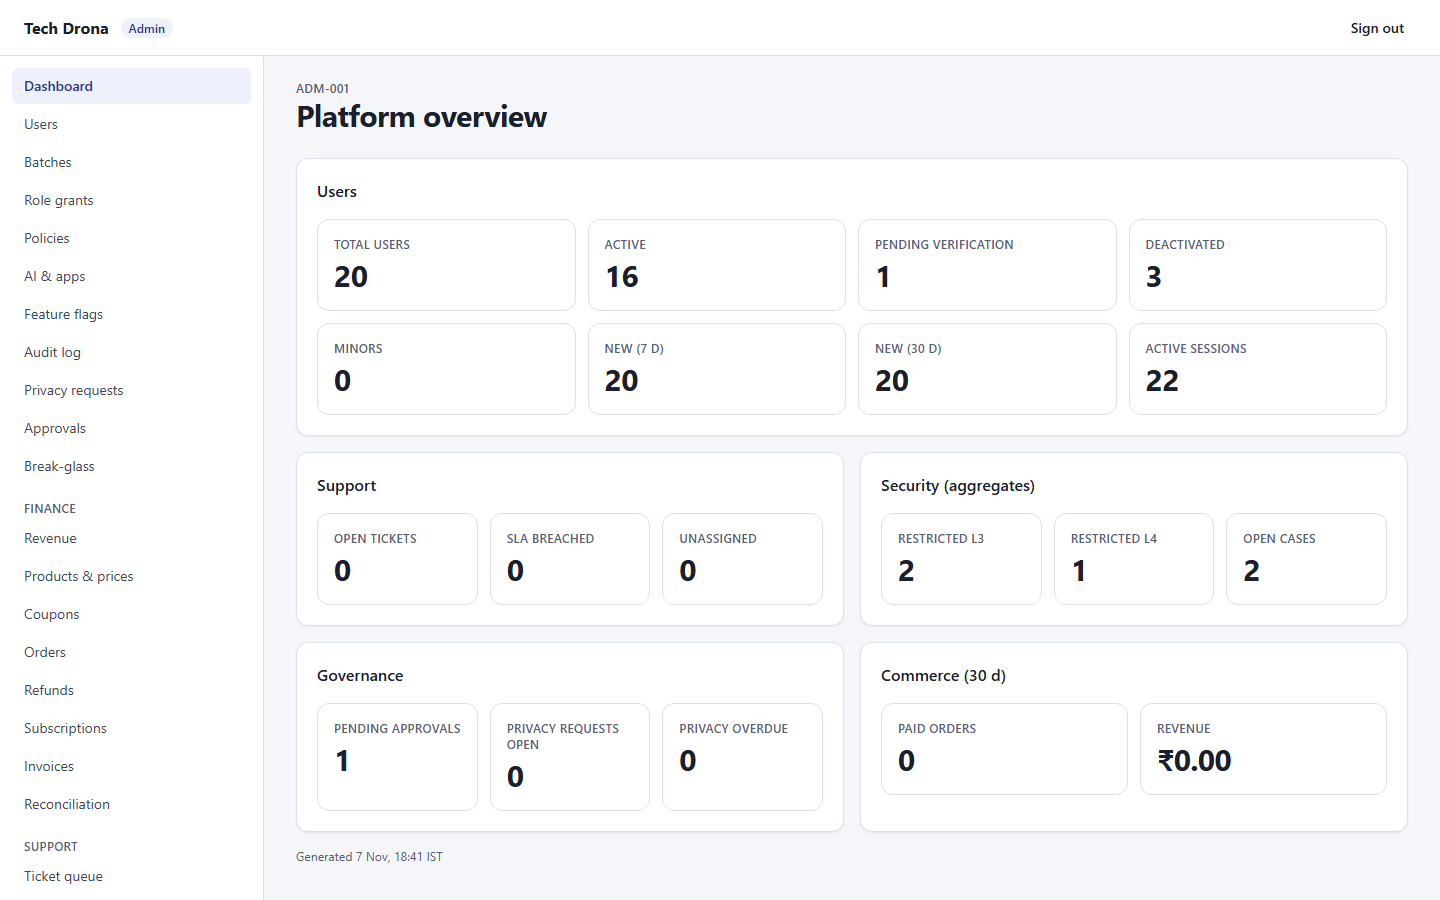 Tech Drona Admin Sign out
Dashboard
Users
Batches
Role grants
Policies
AI & apps
Feature flags
Audit log
Privacy requests
Approvals
Break-glass
FINANCE
Revenue
Products & prices
Coupons
Orders
Refunds
Subscriptions
Invoices
Reconciliation
SUPPORT
Ticket queue
ADM-001
Platform overview
Users
TOTAL USERS
20
ACTIVE
16
PENDING VERIFICATION
1
DEACTIVATED
3
MINORS
0
NEW (7 D)
20
NEW (30 D)
20
ACTIVE SESSIONS
22
Support
OPEN TICKETS
0
SLA BREACHED
0
UNASSIGNED
0
Security (aggregates)
RESTRICTED L3
2
RESTRICTED L4
1
OPEN CASES
2
Governance
PENDING APPROVALS
1
PRIVACY REQUESTS
OPEN
0
PRIVACY OVERDUE
0
Commerce (30 d)
PAID ORDERS
0
REVENUE
₹0.00
Generated 7 Nov, 18:41 IST